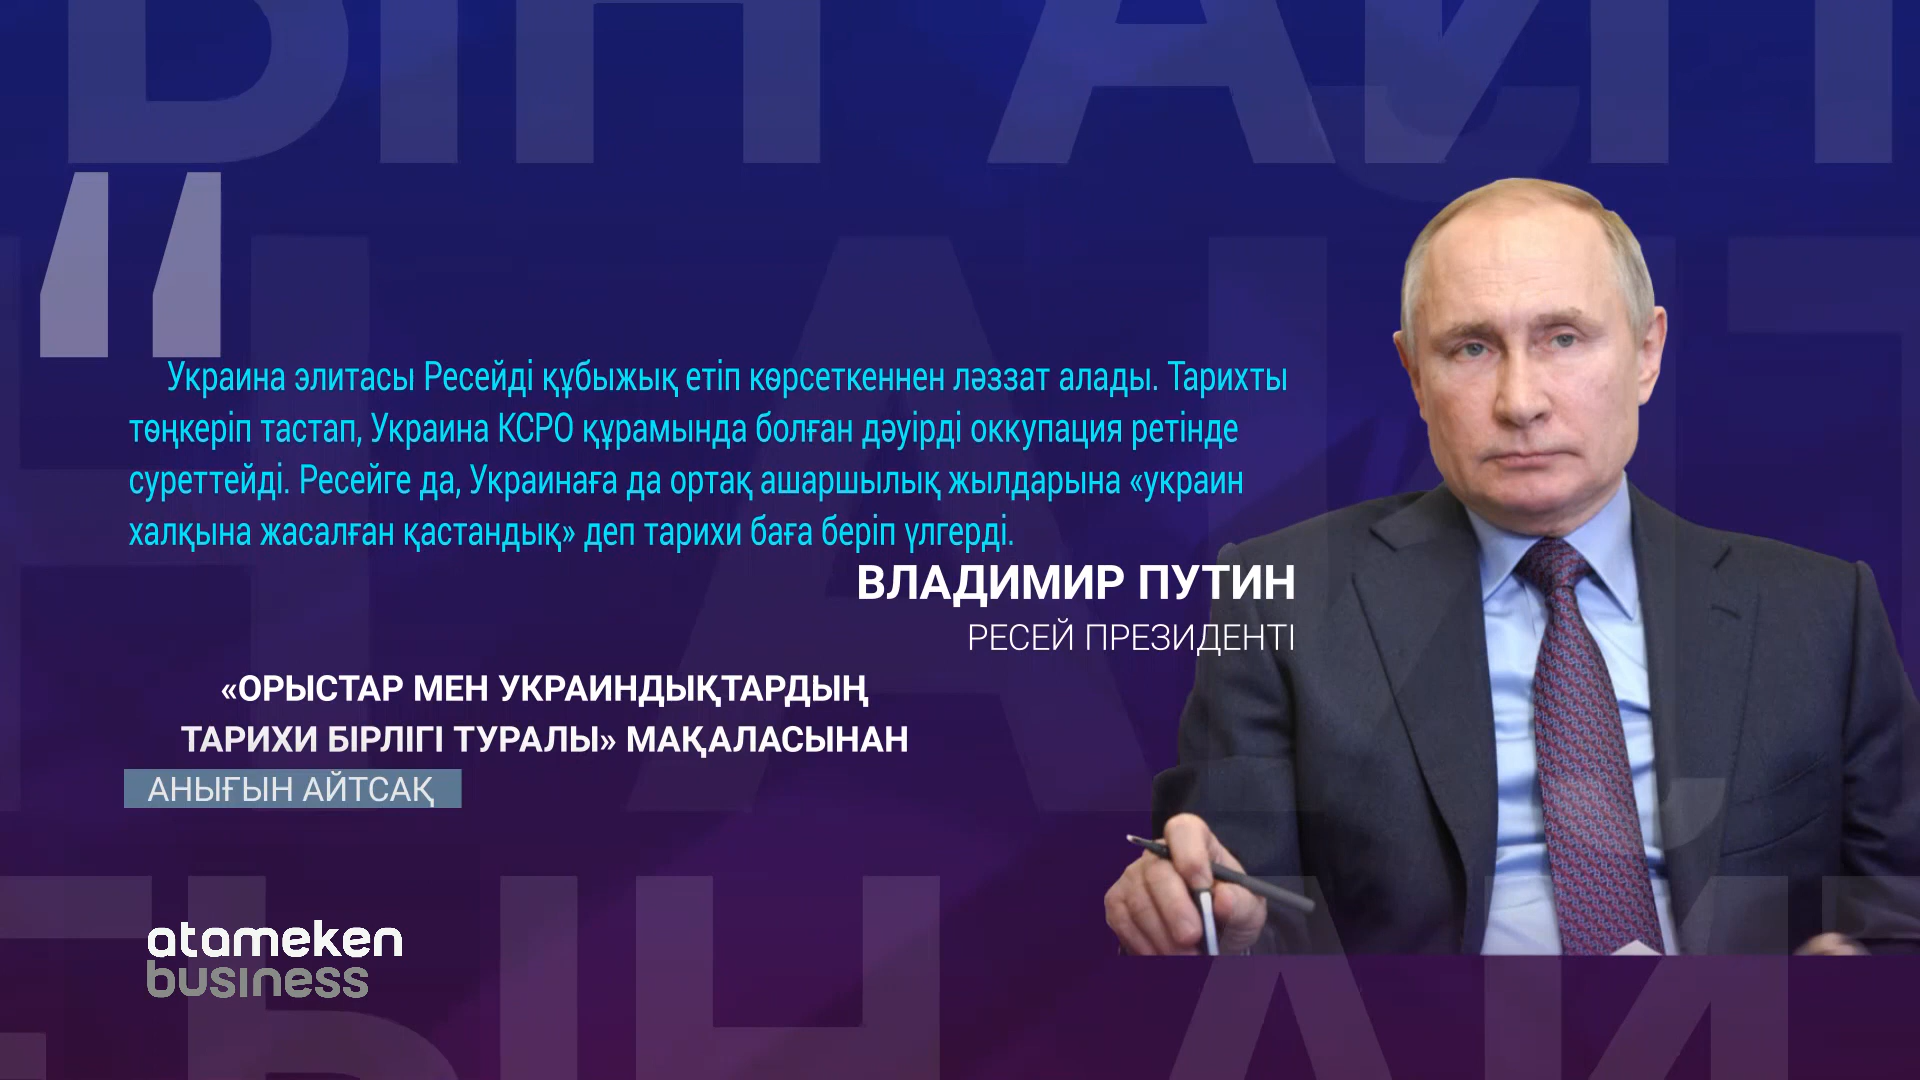 Украина элитасы Ресейді құбыжық етіп көрсеткеннен ләззат алады. Тарихты
төңкеріп тастап, Украина КСРО құрамында болған дәуірді оккупация ретінде
суреттейді. Ресейге да, Украинаға да ортақ ашаршылық жылдарына «украин
халқына жасалған қастандық» деп тарихи баға беріп үлгерді.
ВЛАДИМИР ПУТИН
РЕСЕЙ ПРЕЗИДЕНТІ
«ОРЫСТАР МЕН УКРАИНДЫҚТАРДЫҢ
ТАРИХИ БІРЛІГІ ТУРАЛЫ» МАҚАЛАСЫНАН
АНЫҒЫН АЙТСАҚ
atameken
business